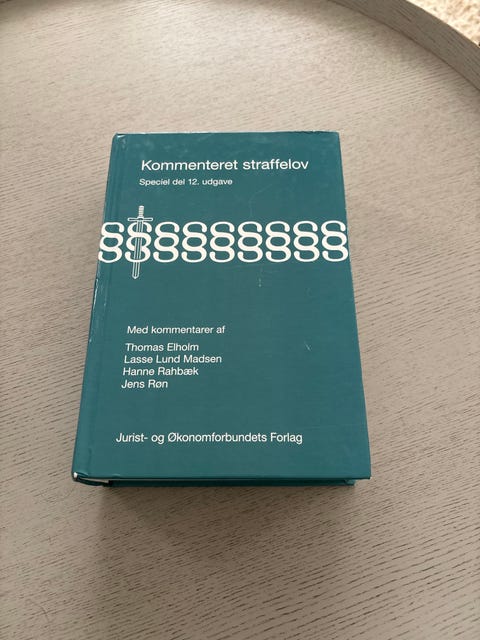 Kommenteret straffelov
Speciel del 12. udgave
§§§§§§§§§
Med kommentarer af
Thomas Elholm
Lasse Lund Madsen
Hanne Rahbæk
Jens Røn
Jurist- og Økonomforbundets Forlag